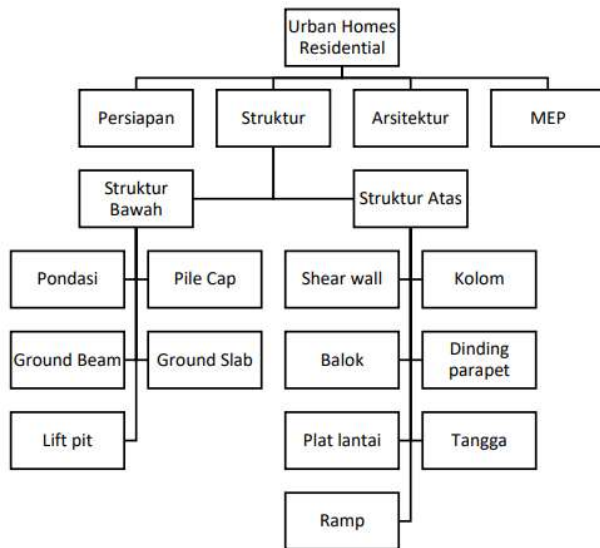 Urban Homes
Residential
Persiapan
Struktur
Arsitektur
MEP
Struktur
Bawah
Struktur Atas
Pondasi
Pile Cap
Shear wall
Kolom
Ground Beam
Ground Slab
Balok
Dinding
parapet
Lift pit
Plat lantai
Tangga
Ramp